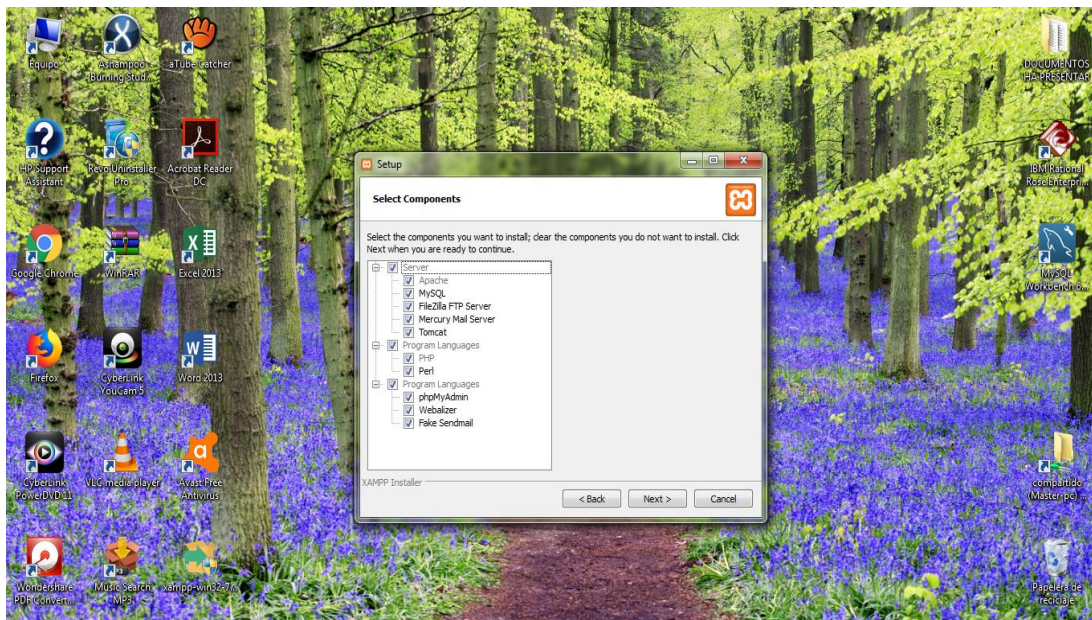 Equipo
Ashampoo
Burning Stud...
aTube Catcher
DOCUMENTOS
HA PRESENTAR
HP Support
Assistant
Revo Uninstaller
Pro
Acrobat Reader
DC
IBM Rational
Rose Enterpri...
Google Chrome
WinRAR
Excel 2013
MySQL
Workbench 6...
Firefox
CyberLink
YouCam 5
Word 2013
CyberLink
PowerDVD 11
VLC media player
Avast Free
Antivirus
compartido
(Master-pc) ...
Wondershare
PDF Convert...
Music Search
MP3
xampp-win32-7...
Papelera de
reciclaje
Setup
Select Components
Select the components you want to install; clear the components you do not want to install. Click
Next when you are ready to continue.
Server
Apache
MySQL
FileZilla FTP Server
Mercury Mail Server
Tomcat
Program Languages
PHP
Perl
Program Languages
phpMyAdmin
Webalizer
Fake Sendmail
XAMPP Installer
< Back
Next >
Cancel